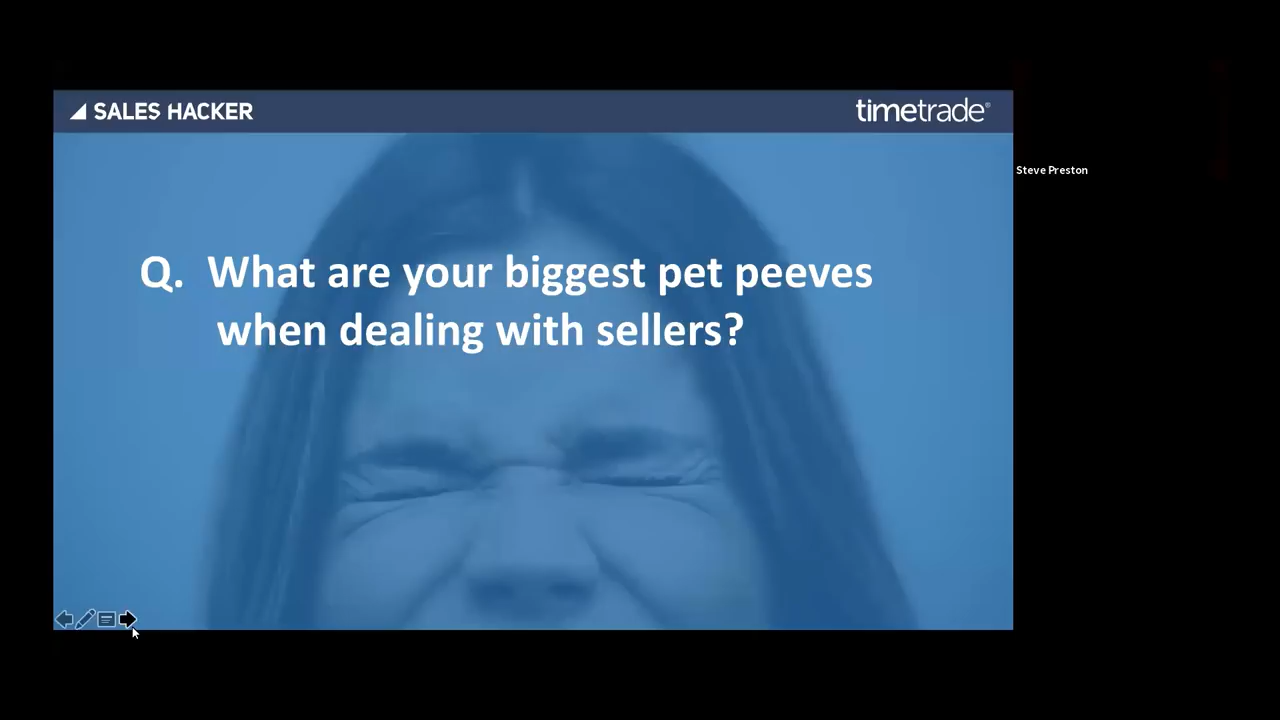 SALES HACKER
timetrade®
Steve Preston
Q. What are your biggest pet peeves
when dealing with sellers?